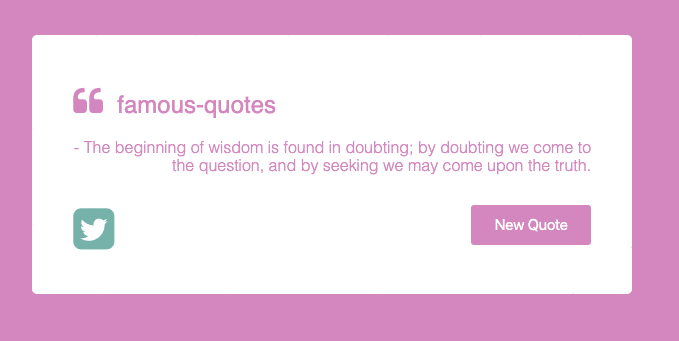 famous-quotes
- The beginning of wisdom is found in doubting; by doubting we come to
the question, and by seeking we may come upon the truth.
New Quote